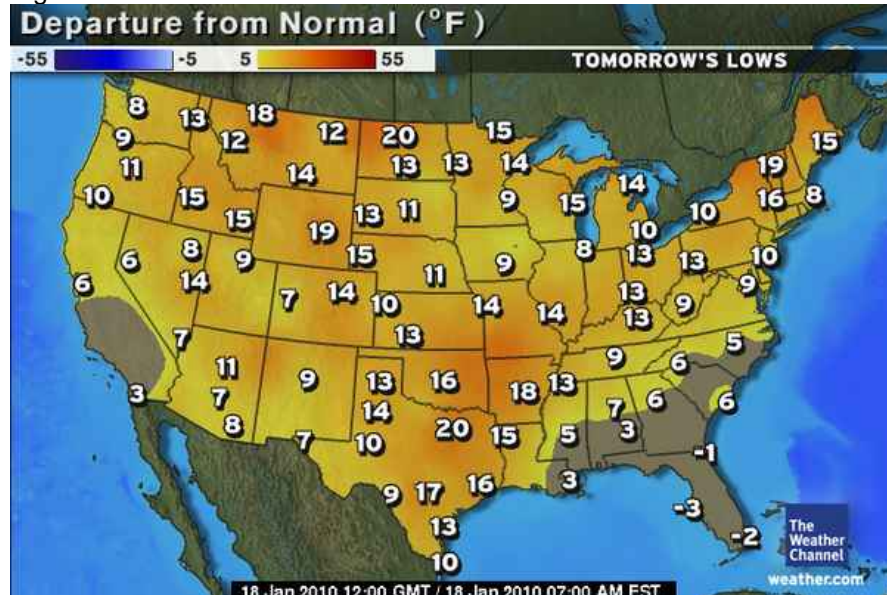 Departure from Normal (°F)
-55 -5 5 55 TOMORROW'S LOWS
8 13 18 12 12 20 15 15
9 11 14 13 13 14 19
10 15 15 19 13 11 9 15 14 10 16 8
6 6 8 9 15 11 9 8 10 13 13 10
14 7 14 10 14 14 13 9 9
7 13 13 5
11 9 13 16 18 13 9 6
3 7 14 7 6 6
8 7 10 20 15 5 3
-1
9 17 16 3
13 -3
10 -2
The
Weather
Channel
weather.com
18 Jan 2010 12:00 GMT / 18 Jan 2010 07:00 AM EST